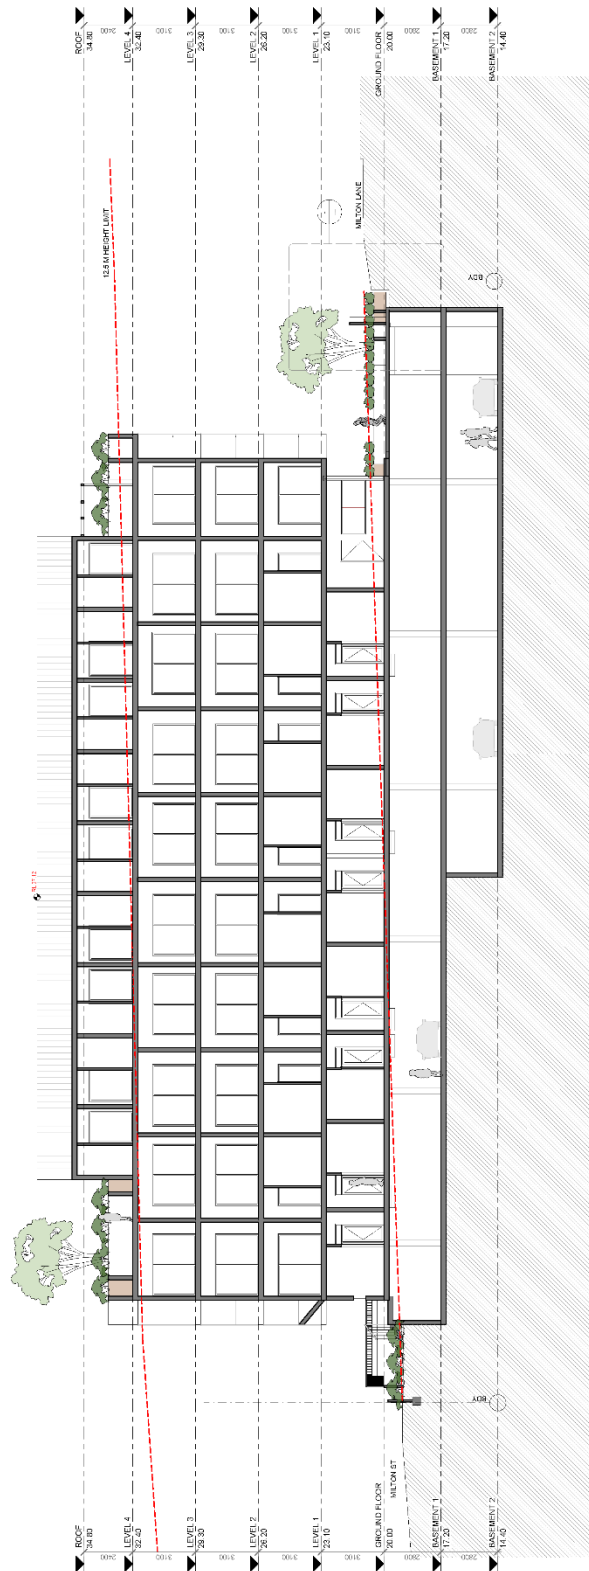 ROOF
34.80
2400
LEVEL 4
32.40
3100
LEVEL 3
29.30
3100
LEVEL 2
26.20
3100
LEVEL 1
23.10
3100
GROUND FLOOR
20.00
2800
BASEMENT 1
17.20
2800
BASEMENT 2
14.40
12.5 M HEIGHT LIMIT
MILTON LANE
BDY
BDY
MILTON ST
ROOF
34.80
2400
LEVEL 4
32.40
3100
LEVEL 3
29.30
3100
LEVEL 2
26.20
3100
LEVEL 1
23.10
3100
GROUND FLOOR
20.00
2800
BASEMENT 1
17.20
2800
BASEMENT 2
14.40